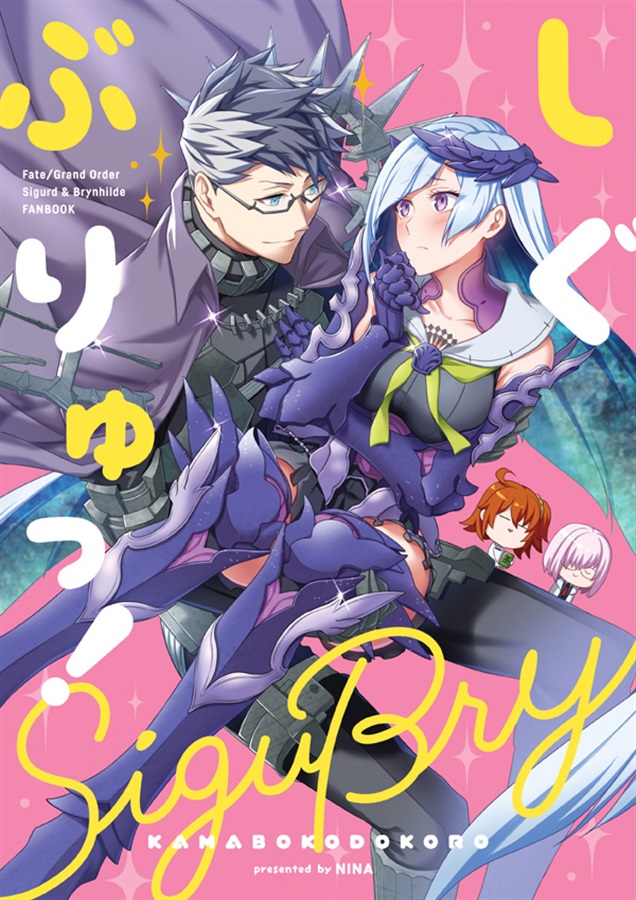 しぐ
ぶりゅっ!
Fate/Grand Order
Sigurd & Brynhilde
FANBOOK
SiguBry
KAMABOKODOKORO
presented by NINA